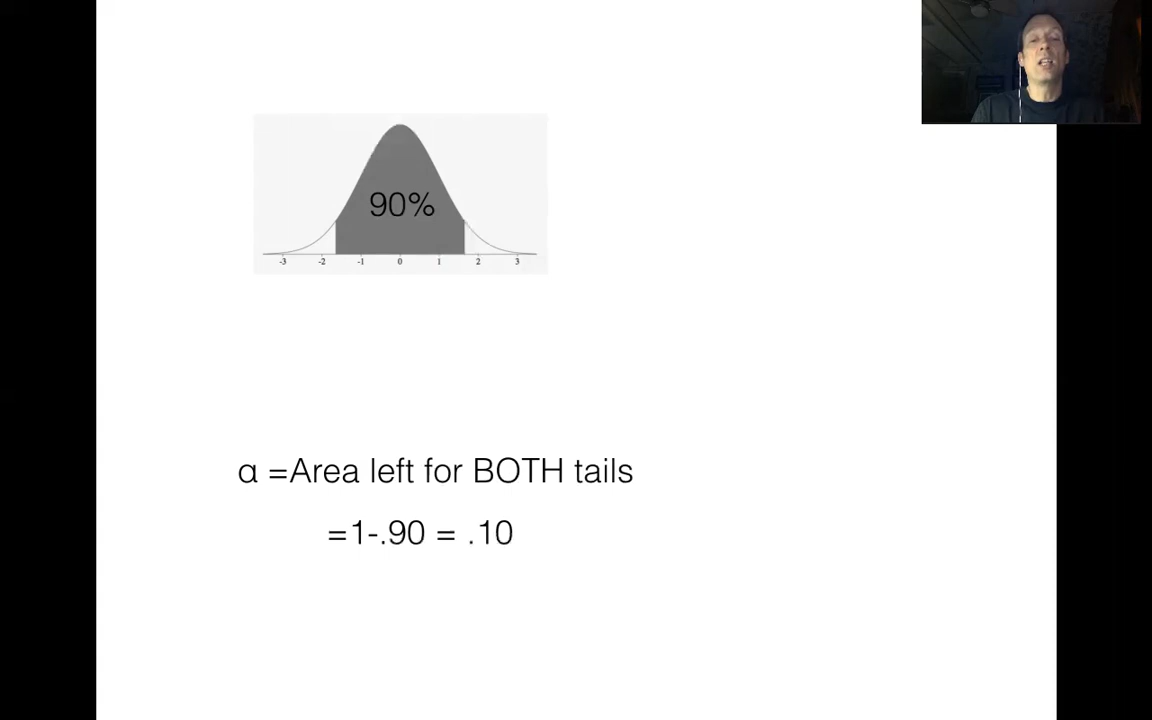 90%
-3 -2 -1 0 1 2 3
α =Area left for BOTH tails
=1-.90 = .10